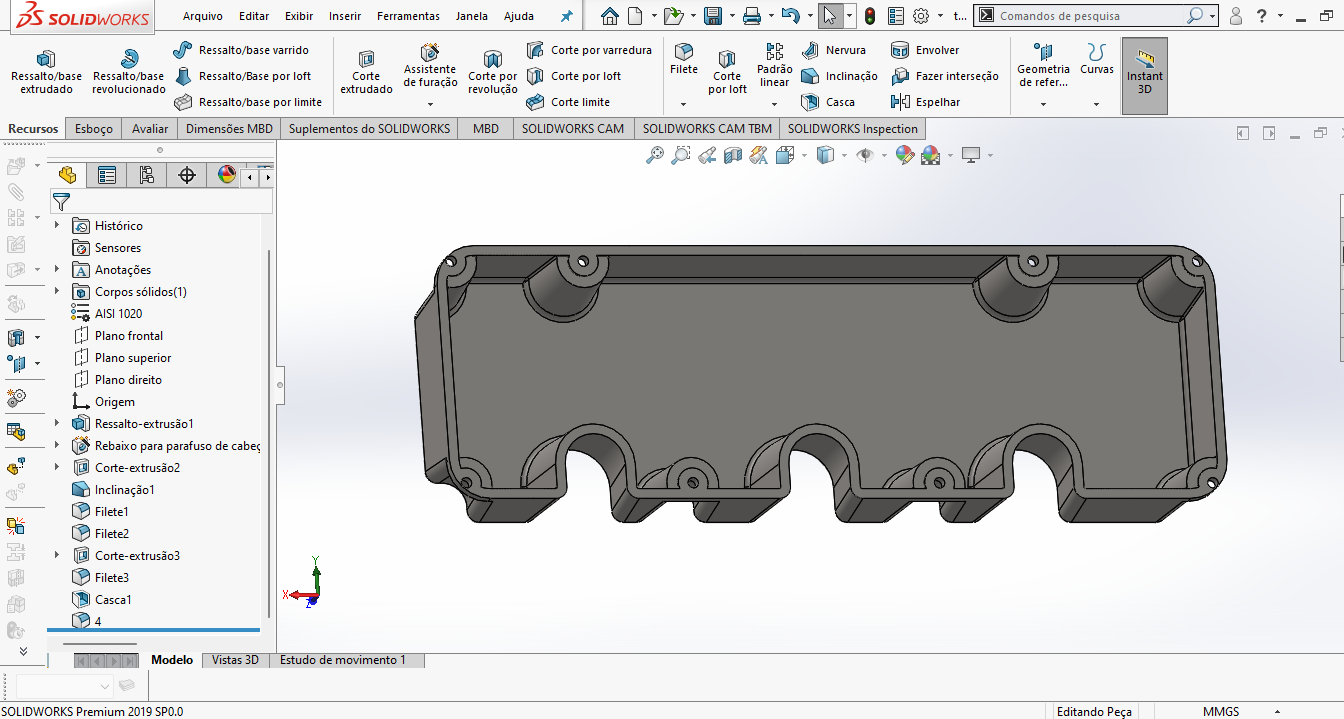 SOLIDWORKS
Arquivo Editar Exibir Inserir Ferramentas Janela Ajuda
t... Comandos de pesquisa ?
Ressalto/base extrudado
Ressalto/base revolucionado
Ressalto/base varrido
Ressalto/Base por loft
Ressalto/base por limite
Corte extrudado
Assistente de furação
Corte por revolução
Corte por varredura
Corte por loft
Corte limite
Filete
Corte por loft
Padrão linear
Nervura
Inclinação
Casca
Envolver
Fazer interseção
Espelhar
Geometria de refer...
Curvas
Instant 3D
Recursos Esboço Avaliar Dimensões MBD Suplementos do SOLIDWORKS MBD SOLIDWORKS CAM SOLIDWORKS CAM TBM SOLIDWORKS Inspection
Histórico
Sensores
Anotações
Corpos sólidos(1)
AISI 1020
Plano frontal
Plano superior
Plano direito
Origem
Ressalto-extrusão1
Rebaixo para parafuso de cabeç
Corte-extrusão2
Inclinação1
Filete1
Filete2
Corte-extrusão3
Filete3
Casca1
4
Y
X
Z
Modelo Vistas 3D Estudo de movimento 1
SOLIDWORKS Premium 2019 SP0.0 Editando Peça MMGS